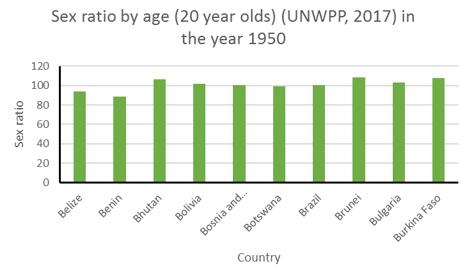 Sex ratio by age (20 year olds) (UNWPP, 2017) in
the year 1950
120
100
80
60
40
20
0
Sex ratio
Belize
Benin
Bhutan
Bolivia
Bosnia and...
Botswana
Brazil
Brunei
Bulgaria
Burkina Faso
Country